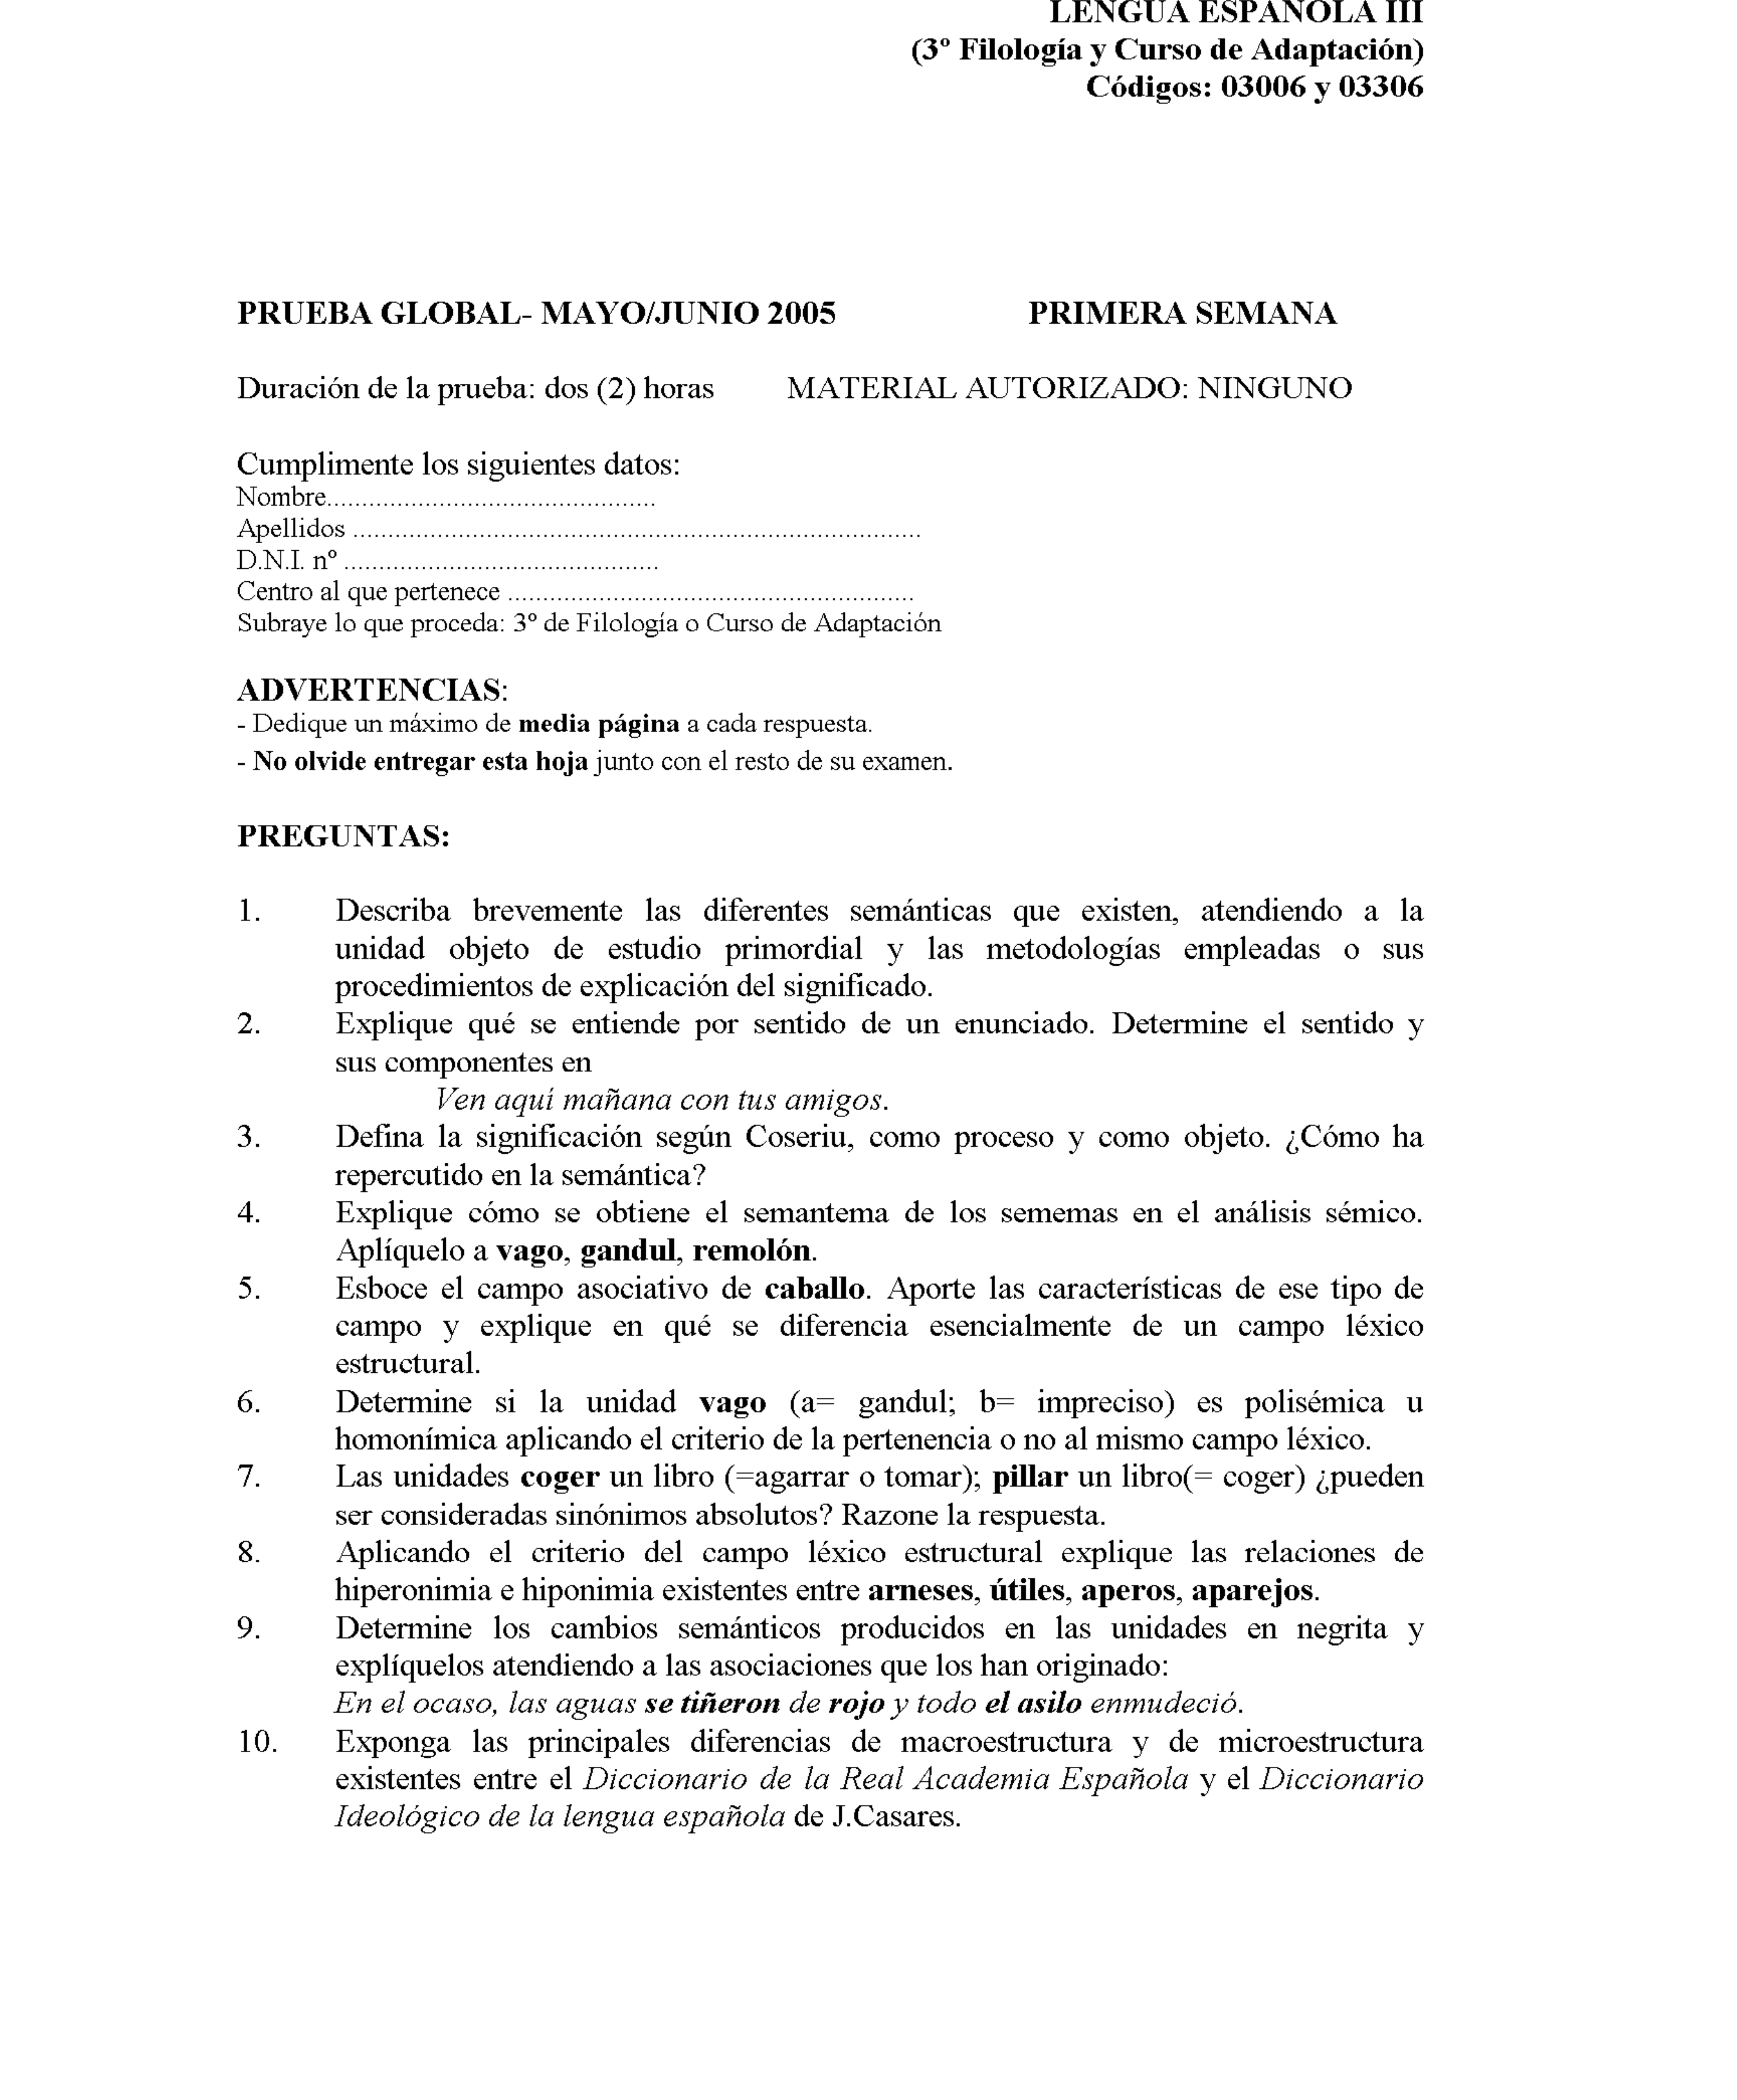 LENGUA ESPAÑOLA III
(3º Filología y Curso de Adaptación)
Códigos: 03006 y 03306
PRUEBA GLOBAL- MAYO/JUNIO 2005 PRIMERA SEMANA
Duración de la prueba: dos (2) horas MATERIAL AUTORIZADO: NINGUNO
Cumplimente los siguientes datos:
Nombre...............................................
Apellidos .................................................................................
D.N.I. nº .............................................
Centro al que pertenece ..........................................................
Subraye lo que proceda: 3º de Filología o Curso de Adaptación
ADVERTENCIAS:
- Dedique un máximo de media página a cada respuesta.
- No olvide entregar esta hoja junto con el resto de su examen.
PREGUNTAS:
1. Describa brevemente las diferentes semánticas que existen, atendiendo a la
unidad objeto de estudio primordial y las metodologías empleadas o sus
procedimientos de explicación del significado.
2. Explique qué se entiende por sentido de un enunciado. Determine el sentido y
sus componentes en
Ven aquí mañana con tus amigos.
3. Defina la significación según Coseriu, como proceso y como objeto. ¿Cómo ha
repercutido en la semántica?
4. Explique cómo se obtiene el semantema de los sememas en el análisis sémico.
Aplíquelo a vago, gandul, remolón.
5. Esboce el campo asociativo de caballo. Aporte las características de ese tipo de
campo y explique en qué se diferencia esencialmente de un campo léxico
estructural.
6. Determine si la unidad vago (a= gandul; b= impreciso) es polisémica u
homonímica aplicando el criterio de la pertenencia o no al mismo campo léxico.
7. Las unidades coger un libro (=agarrar o tomar); pillar un libro(= coger) ¿pueden
ser consideradas sinónimos absolutos? Razone la respuesta.
8. Aplicando el criterio del campo léxico estructural explique las relaciones de
hiperonimia e hiponimia existentes entre arneses, útiles, aperos, aparejos.
9. Determine los cambios semánticos producidos en las unidades en negrita y
explíquelos atendiendo a las asociaciones que los han originado:
En el ocaso, las aguas se tiñeron de rojo y todo el asilo enmudeció.
10. Exponga las principales diferencias de macroestructura y de microestructura
existentes entre el Diccionario de la Real Academia Española y el Diccionario
Ideológico de la lengua española de J.Casares.